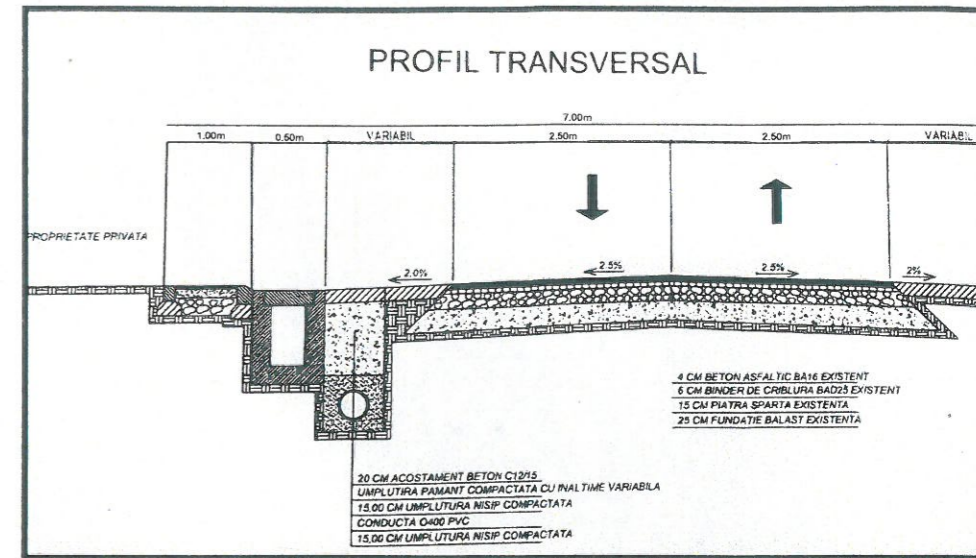 PROFIL TRANSVERSAL
7.00m
1.00m 0.50m VARIABIL 2.50m 2.50m VARIABIL
PROPRIETATE PRIVATA
2.0% 2.5% 2.5% 2%
4 CM BETON ASFALTIC BA16 EXISTENT
6 CM BINDER DE CRIBLURA BAD25 EXISTENT
15 CM PIATRA SPARTA EXISTENTA
25 CM FUNDATIE BALAST EXISTENTA
20 CM ACOSTAMENT BETON C12/15
UMPLUTIRA PAMANT COMPACTATA CU INALTIME VARIABILA
15,00 CM UMPLUTURA NISIP COMPACTATA
CONDUCTA O400 PVC
15,00 CM UMPLUTURA NISIP COMPACTATA